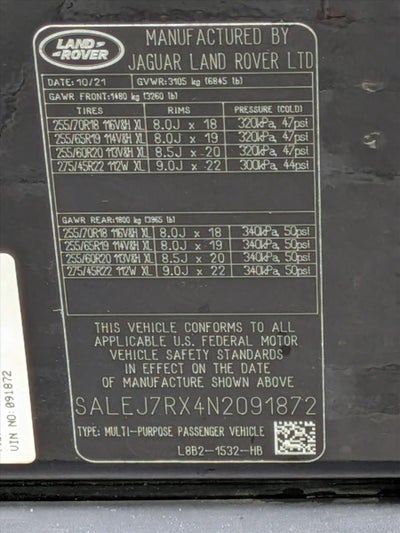 LAND
ROVER
MANUFACTURED BY
JAGUAR LAND ROVER LTD
DATE: 10/21 GVWR: 3105 kg (6845 lb)
GAWR FRONT: 1480 kg (3260 lb)
TIRES RIMS PRESSURE (COLD)
255/70R18 116V&H XL 8.0J x 18 320kPa, 47psi
255/65R19 114V&H XL 8.0J x 19 320kPa, 47psi
255/60R20 113V&H XL 8.5J x 20 320kPa, 47psi
275/45R22 112W XL 9.0J x 22 300kPa, 44psi
GAWR REAR: 1800 kg (3965 lb)
255/70R18 116V&H XL 8.0J x 18 340kPa, 50psi
255/65R19 114V&H XL 8.0J x 19 340kPa, 50psi
255/60R20 113V&H XL 8.5J x 20 340kPa, 50psi
275/45R22 112W XL 9.0J x 22 340kPa, 50psi
THIS VEHICLE CONFORMS TO ALL
APPLICABLE U.S. FEDERAL MOTOR
VEHICLE SAFETY STANDARDS
IN EFFECT ON THE DATE
OF MANUFACTURE SHOWN ABOVE
SALEJ7RX4N2091872
TYPE: MULTI-PURPOSE PASSENGER VEHICLE
L8B2-1532-HB
VIN NO: 091872